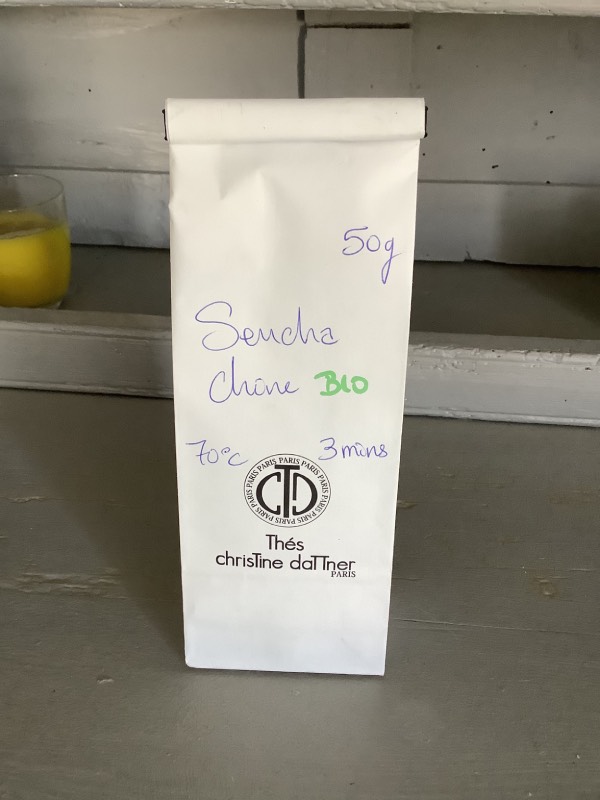 50g
Sencha
Chine BIO
70°C 3 mins
PARIS PARIS PARIS PARIS PARIS PARIS PARIS PARIS
CTD
Thés
chrisTine daTTner
PARIS